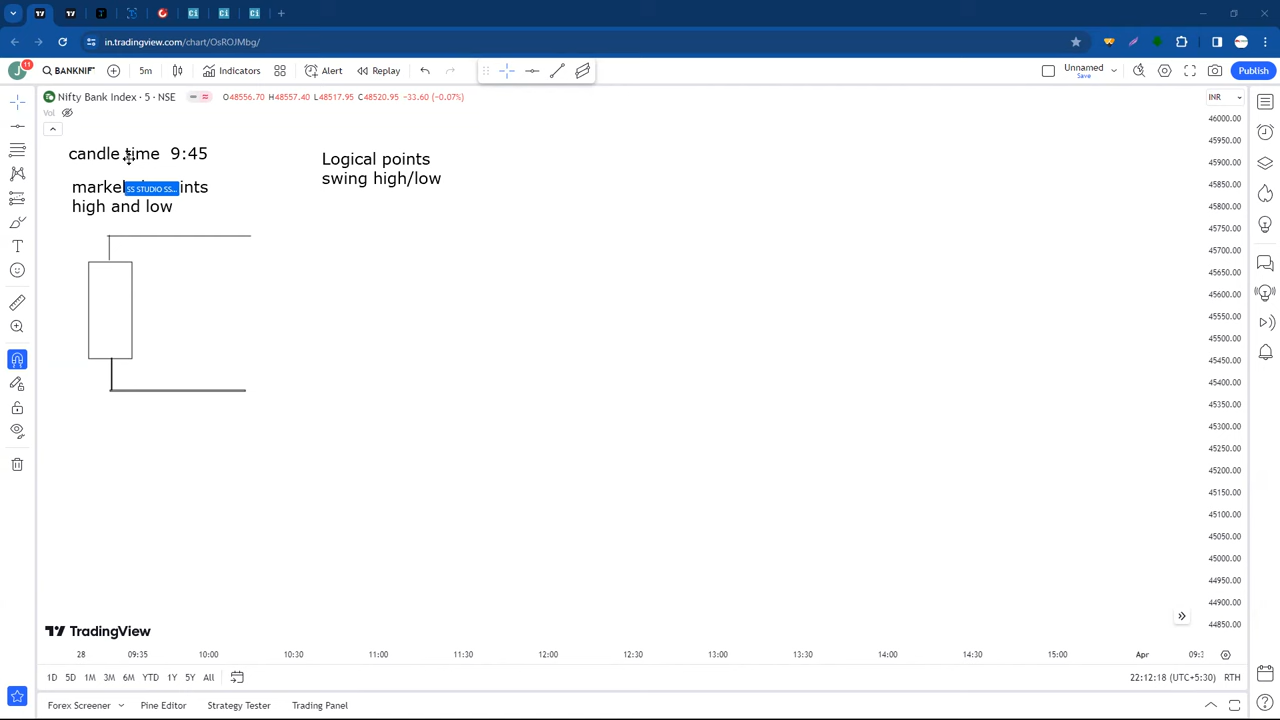 in.tradingview.com/chart/OsROJMbg/
J
11
BANKNIF
5m
Indicators
Alert
Replay
Unnamed
Save
Publish
Nifty Bank Index · 5 · NSE
O48556.70 H48557.40 L48517.95 C48520.95 −33.60 (−0.07%)
INR
Vol
candle time 9:45
high and low
SS STUDIO SS...
Logical points
swing high/low
46000.00
45950.00
45900.00
45850.00
45800.00
45750.00
45700.00
45650.00
45600.00
45550.00
45500.00
45450.00
45400.00
45350.00
45300.00
45250.00
45200.00
45150.00
45100.00
45050.00
45000.00
44950.00
44900.00
44850.00
TradingView
28 09:35 10:00 10:30 11:00 11:30 12:00 12:30 13:00 13:30 14:00 14:30 15:00 Apr 09:3
1D 5D 1M 3M 6M YTD 1Y 5Y All
22:12:18 (UTC+5:30) RTH
Forex Screener Pine Editor Strategy Tester Trading Panel